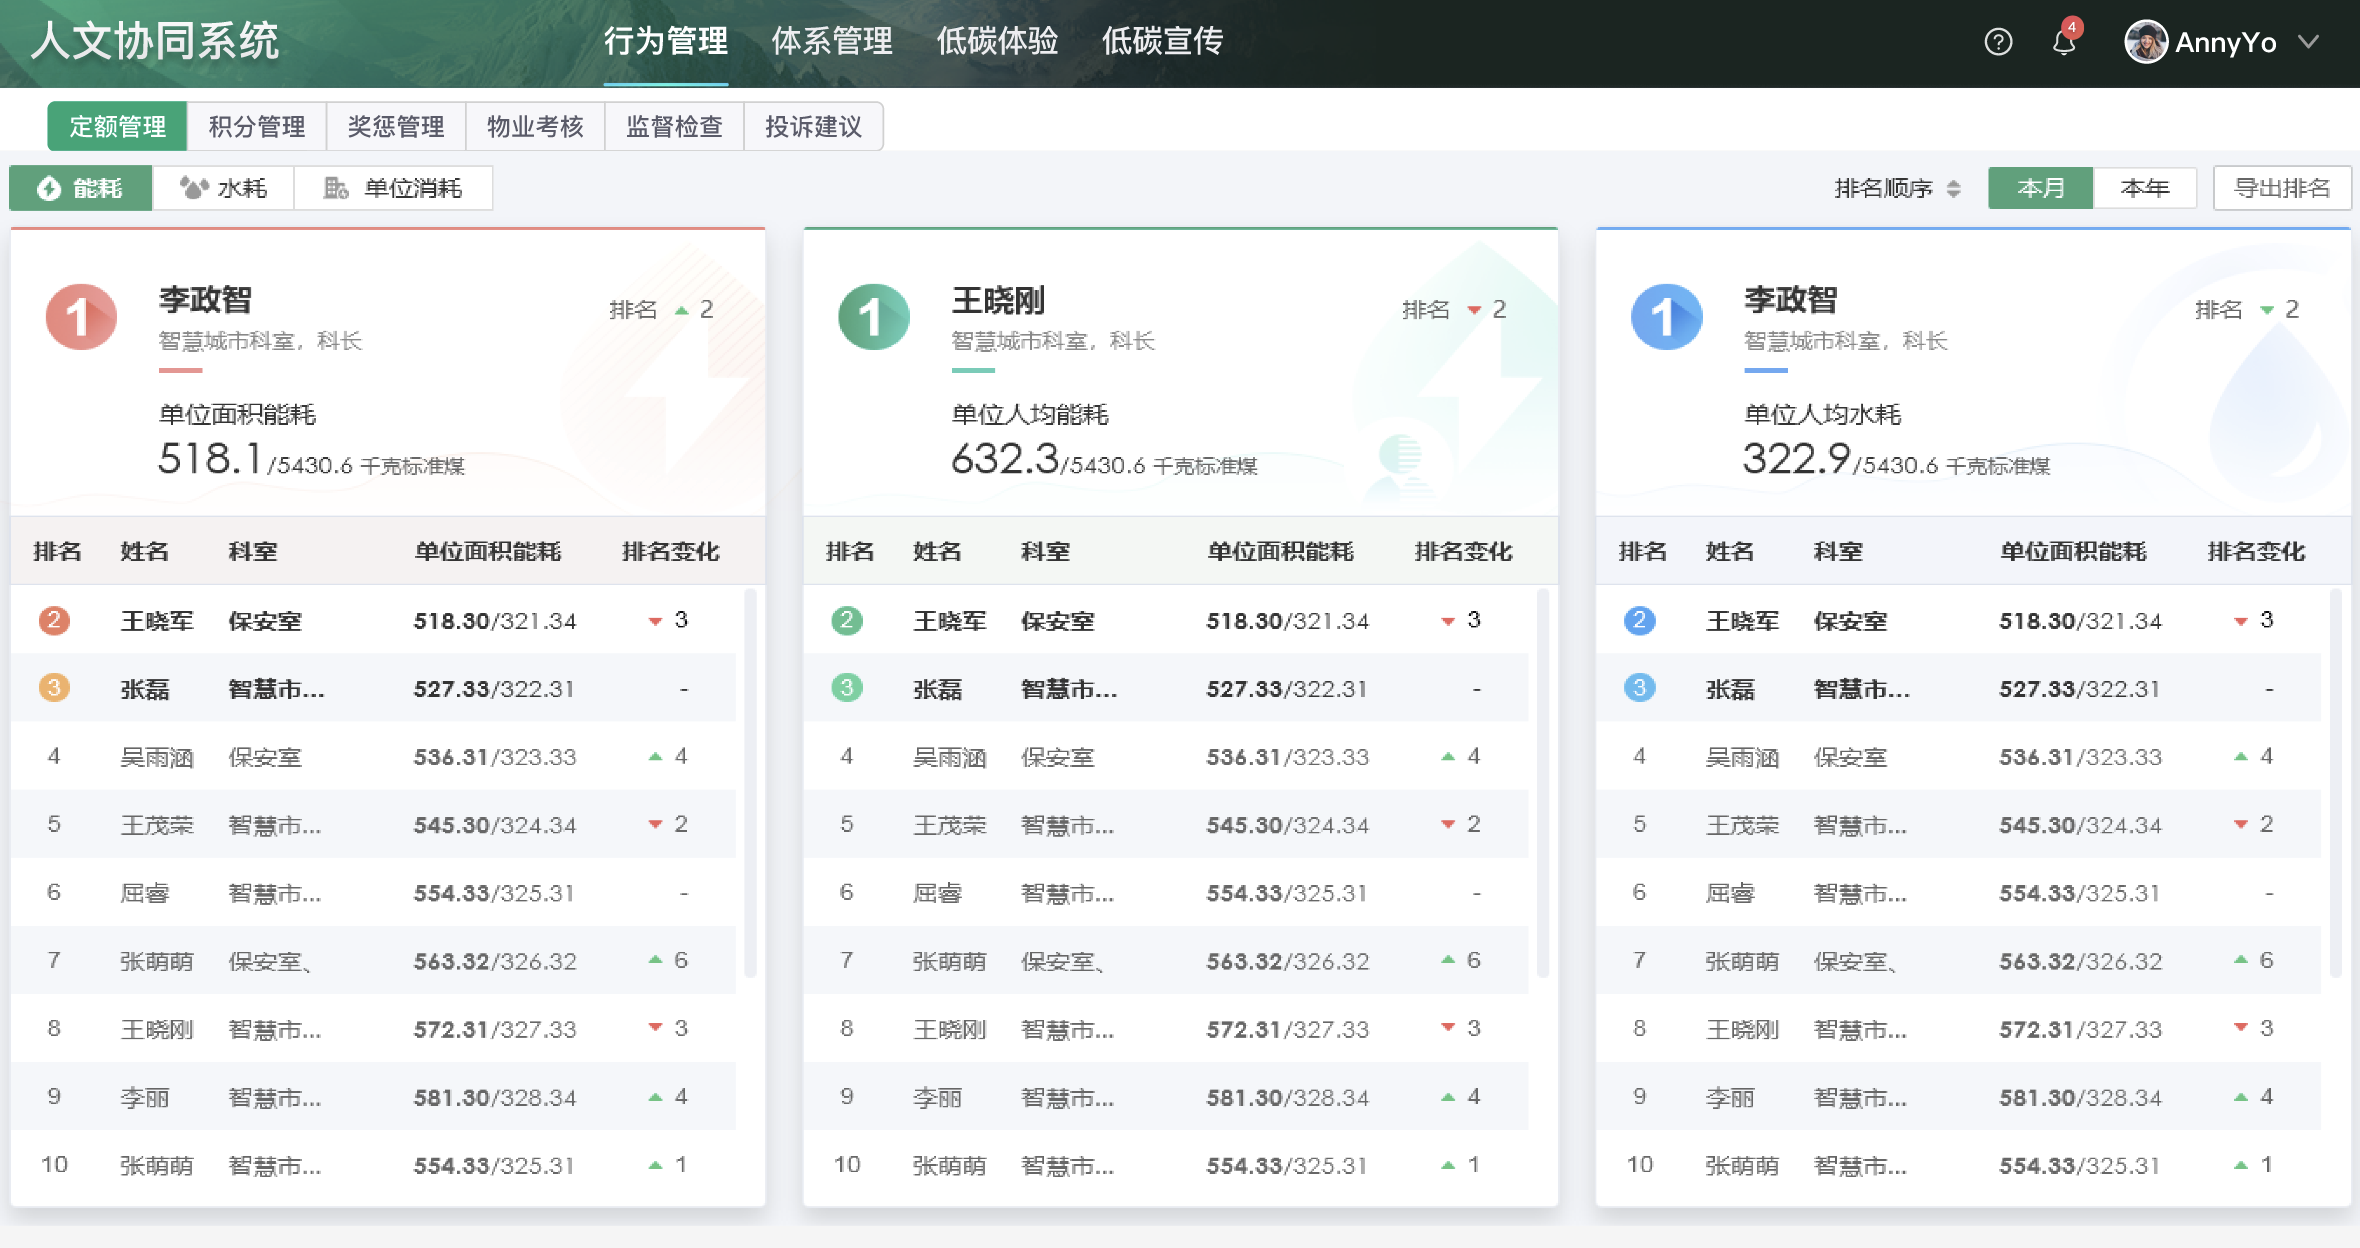 人文协同系统 行为管理 体系管理 低碳体验 低碳宣传 4 AnnyYo
定额管理 积分管理 奖惩管理 物业考核 监督检查 投诉建议
能耗 水耗 单位消耗 排名顺序 本月 本年 导出排名
1 李政智 排名 2
智慧城市科室，科长
单位面积能耗
518.1/5430.6 千克标准煤
排名 姓名 科室 单位面积能耗 排名变化
2 王晓军 保安室 518.30/321.34 3
3 张磊 智慧市... 527.33/322.31 -
4 吴雨涵 保安室 536.31/323.33 4
5 王茂荣 智慧市... 545.30/324.34 2
6 屈睿 智慧市... 554.33/325.31 -
7 张萌萌 保安室、 563.32/326.32 6
8 王晓刚 智慧市... 572.31/327.33 3
9 李丽 智慧市... 581.30/328.34 4
10 张萌萌 智慧市... 554.33/325.31 1
1 王晓刚 排名 2
智慧城市科室，科长
单位人均能耗
632.3/5430.6 千克标准煤
排名 姓名 科室 单位面积能耗 排名变化
2 王晓军 保安室 518.30/321.34 3
3 张磊 智慧市... 527.33/322.31 -
4 吴雨涵 保安室 536.31/323.33 4
5 王茂荣 智慧市... 545.30/324.34 2
6 屈睿 智慧市... 554.33/325.31 -
7 张萌萌 保安室、 563.32/326.32 6
8 王晓刚 智慧市... 572.31/327.33 3
9 李丽 智慧市... 581.30/328.34 4
10 张萌萌 智慧市... 554.33/325.31 1
1 李政智 排名 2
智慧城市科室，科长
单位人均水耗
322.9/5430.6 千克标准煤
排名 姓名 科室 单位面积能耗 排名变化
2 王晓军 保安室 518.30/321.34 3
3 张磊 智慧市... 527.33/322.31 -
4 吴雨涵 保安室 536.31/323.33 4
5 王茂荣 智慧市... 545.30/324.34 2
6 屈睿 智慧市... 554.33/325.31 -
7 张萌萌 保安室、 563.32/326.32 6
8 王晓刚 智慧市... 572.31/327.33 3
9 李丽 智慧市... 581.30/328.34 4
10 张萌萌 智慧市... 554.33/325.31 1